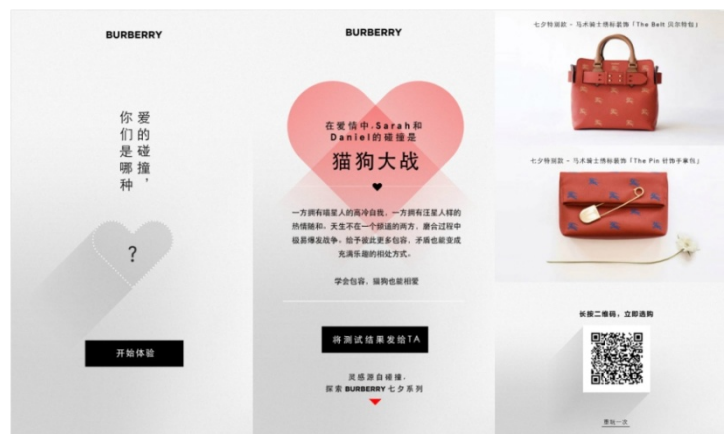 BURBERRY
爱的碰撞,
你们是哪种
?
开始体验
BURBERRY
在爱情中,Sarah和
Daniel的碰撞是
猫狗大战
一方拥有喵星人的高冷自我，一方拥有汪星人样的
热情随和。天生不在一个频道的两方，磨合过程中
极易爆发战争。给予彼此更多包容，矛盾也能变成
充满乐趣的相处方式。
学会包容，猫狗也能相爱
将测试结果发给TA
灵感源自碰撞，
探索 BURBERRY 七夕系列
七夕特别款 - 马术骑士徽标装饰「The Belt 贝尔特包」
七夕特别款 - 马术骑士徽标装饰「The Pin 针饰手拿包」
长按二维码，立即选购
重玩一次